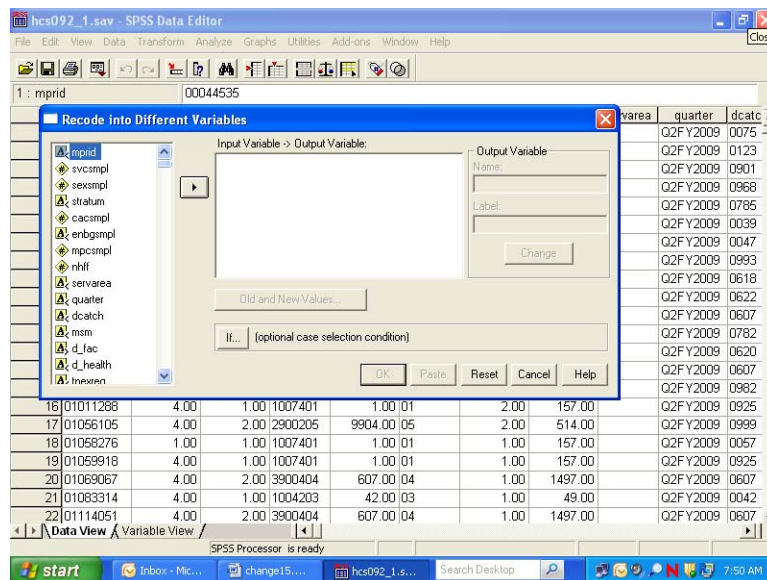 hcs092_1.sav - SPSS Data Editor
File Edit View Data Transform Analyze Graphs Utilities Add-ons Window Help
Clos
1 : mprid 00044535
varea quarter dcatc
Recode into Different Variables
mprid
svcsmpl
sexsmpl
stratum
cacsmpl
enbgsmpl
mpcsmpl
nhff
servarea
quarter
dcatch
msm
d_fac
d_health
tnexreg
Input Variable -> Output Variable:
Output Variable
Name:
Label:
Change
Old and New Values...
If... (optional case selection condition)
OK Paste Reset Cancel Help
Q2FY2009 0075
Q2FY2009 0123
Q2FY2009 0901
Q2FY2009 0968
Q2FY2009 0785
Q2FY2009 0039
Q2FY2009 0047
Q2FY2009 0993
Q2FY2009 0618
Q2FY2009 0622
Q2FY2009 0607
Q2FY2009 0782
Q2FY2009 0620
Q2FY2009 0607
Q2FY2009 0982
16 01011288 4.00 1.00 1007401 1.00 01 2.00 157.00 Q2FY2009 0925
17 01056105 4.00 2.00 2900205 9904.00 05 2.00 514.00 Q2FY2009 0999
18 01058276 1.00 1.00 1007401 1.00 01 1.00 157.00 Q2FY2009 0057
19 01059918 4.00 1.00 1007401 1.00 01 1.00 157.00 Q2FY2009 0925
20 01069067 4.00 2.00 3900404 607.00 04 1.00 1497.00 Q2FY2009 0607
21 01083314 4.00 1.00 1004203 42.00 03 1.00 49.00 Q2FY2009 0042
22 01114051 4.00 2.00 3900404 607.00 04 1.00 1497.00 Q2FY2009 0607
Data View Variable View
SPSS Processor is ready
start Inbox - Mic... change15.... hcs092_1.s... Search Desktop 7:50 AM